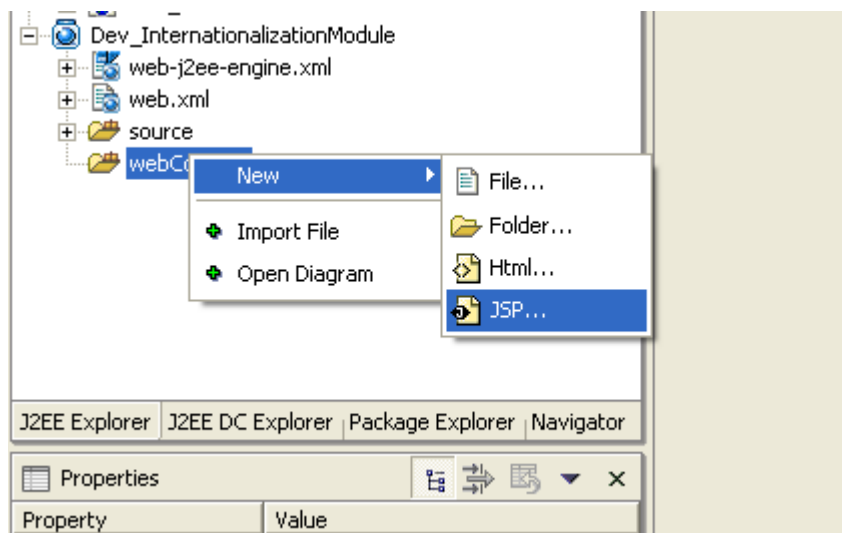 Dev_InternationalizationModule
web-j2ee-engine.xml
web.xml
source
New
File...
Import File
Folder...
Open Diagram
Html...
JSP...
J2EE Explorer J2EE DC Explorer Package Explorer Navigator
Properties
Property Value